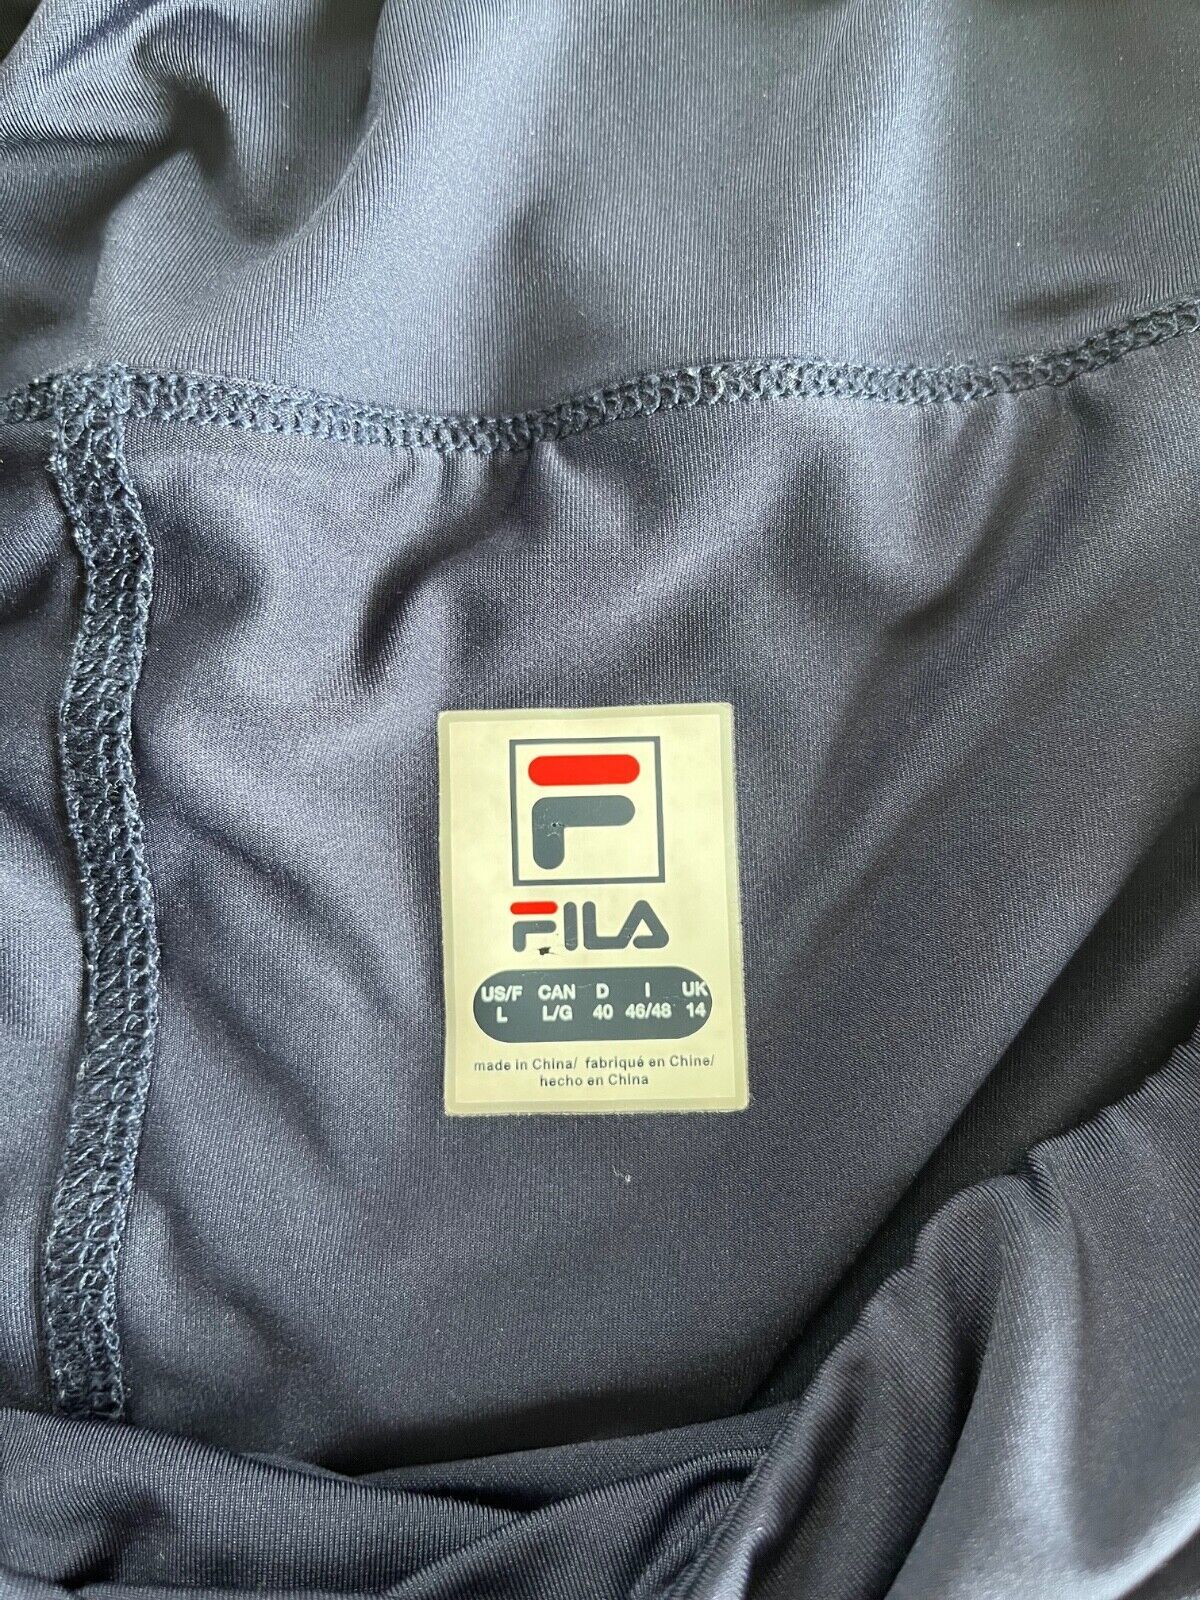 F
FILA
US/F CAN D I UK
L L/G 40 46/48 14
made in China/ fabriqué en Chine/
hecho en China